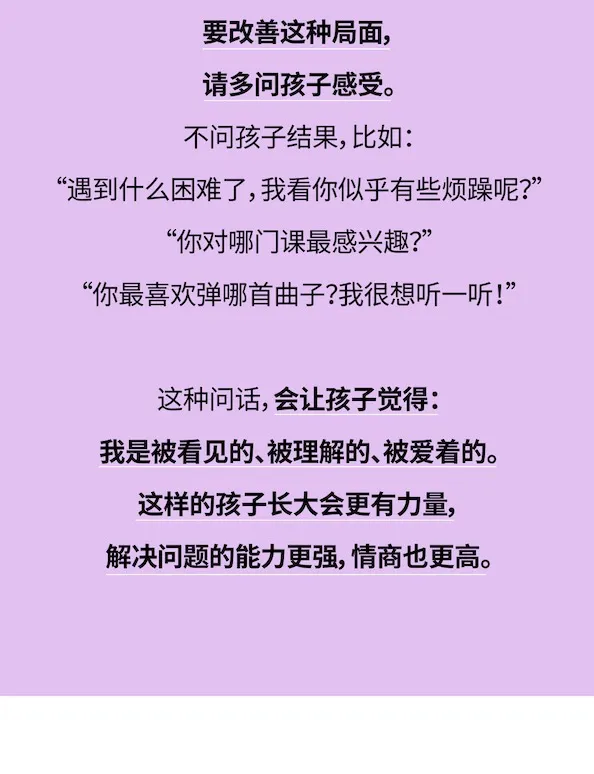 要改善这种局面，
请多问孩子感受。
不问孩子结果，比如：
“遇到什么困难了，我看你似乎有些烦躁呢？”
“你对哪门课最感兴趣？”
“你最喜欢弹哪首曲子？我很想听一听！”
这种问话，会让孩子觉得：
我是被看见的、被理解的、被爱着的。
这样的孩子长大会更有力量，
解决问题的能力更强，情商也更高。